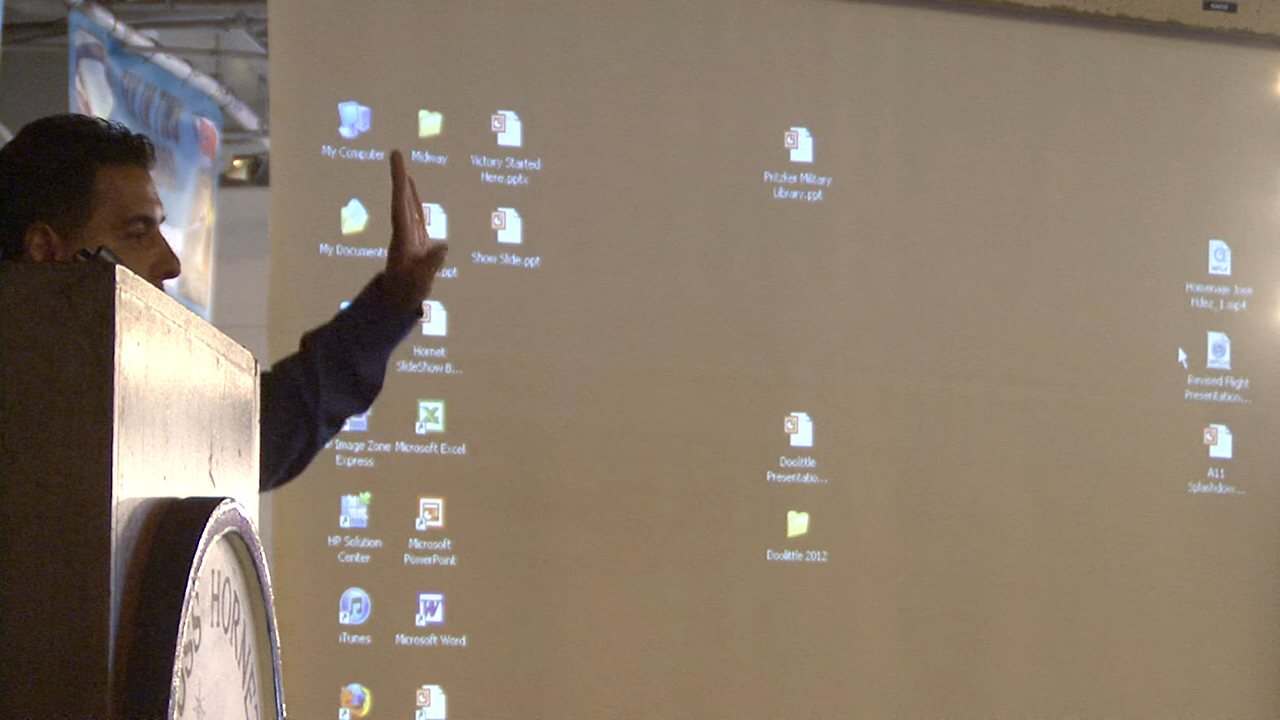 My Computer
Midway
Victory Started
Here.pptx
Pritzker Military
Library.ppt
My Documents
.ppt
Show Slide.ppt
Homenaje Jose
Hdez_1.mp4
Hornet
SlideShow B...
Revised Flight
Presentation...
Image Zone
Express
Microsoft Excel
Doolittle
Presentatio...
A11
Splashdow...
HP Solution
Center
Microsoft
PowerPoint
Doolittle 2012
iTunes
Microsoft Word
USS HORNE